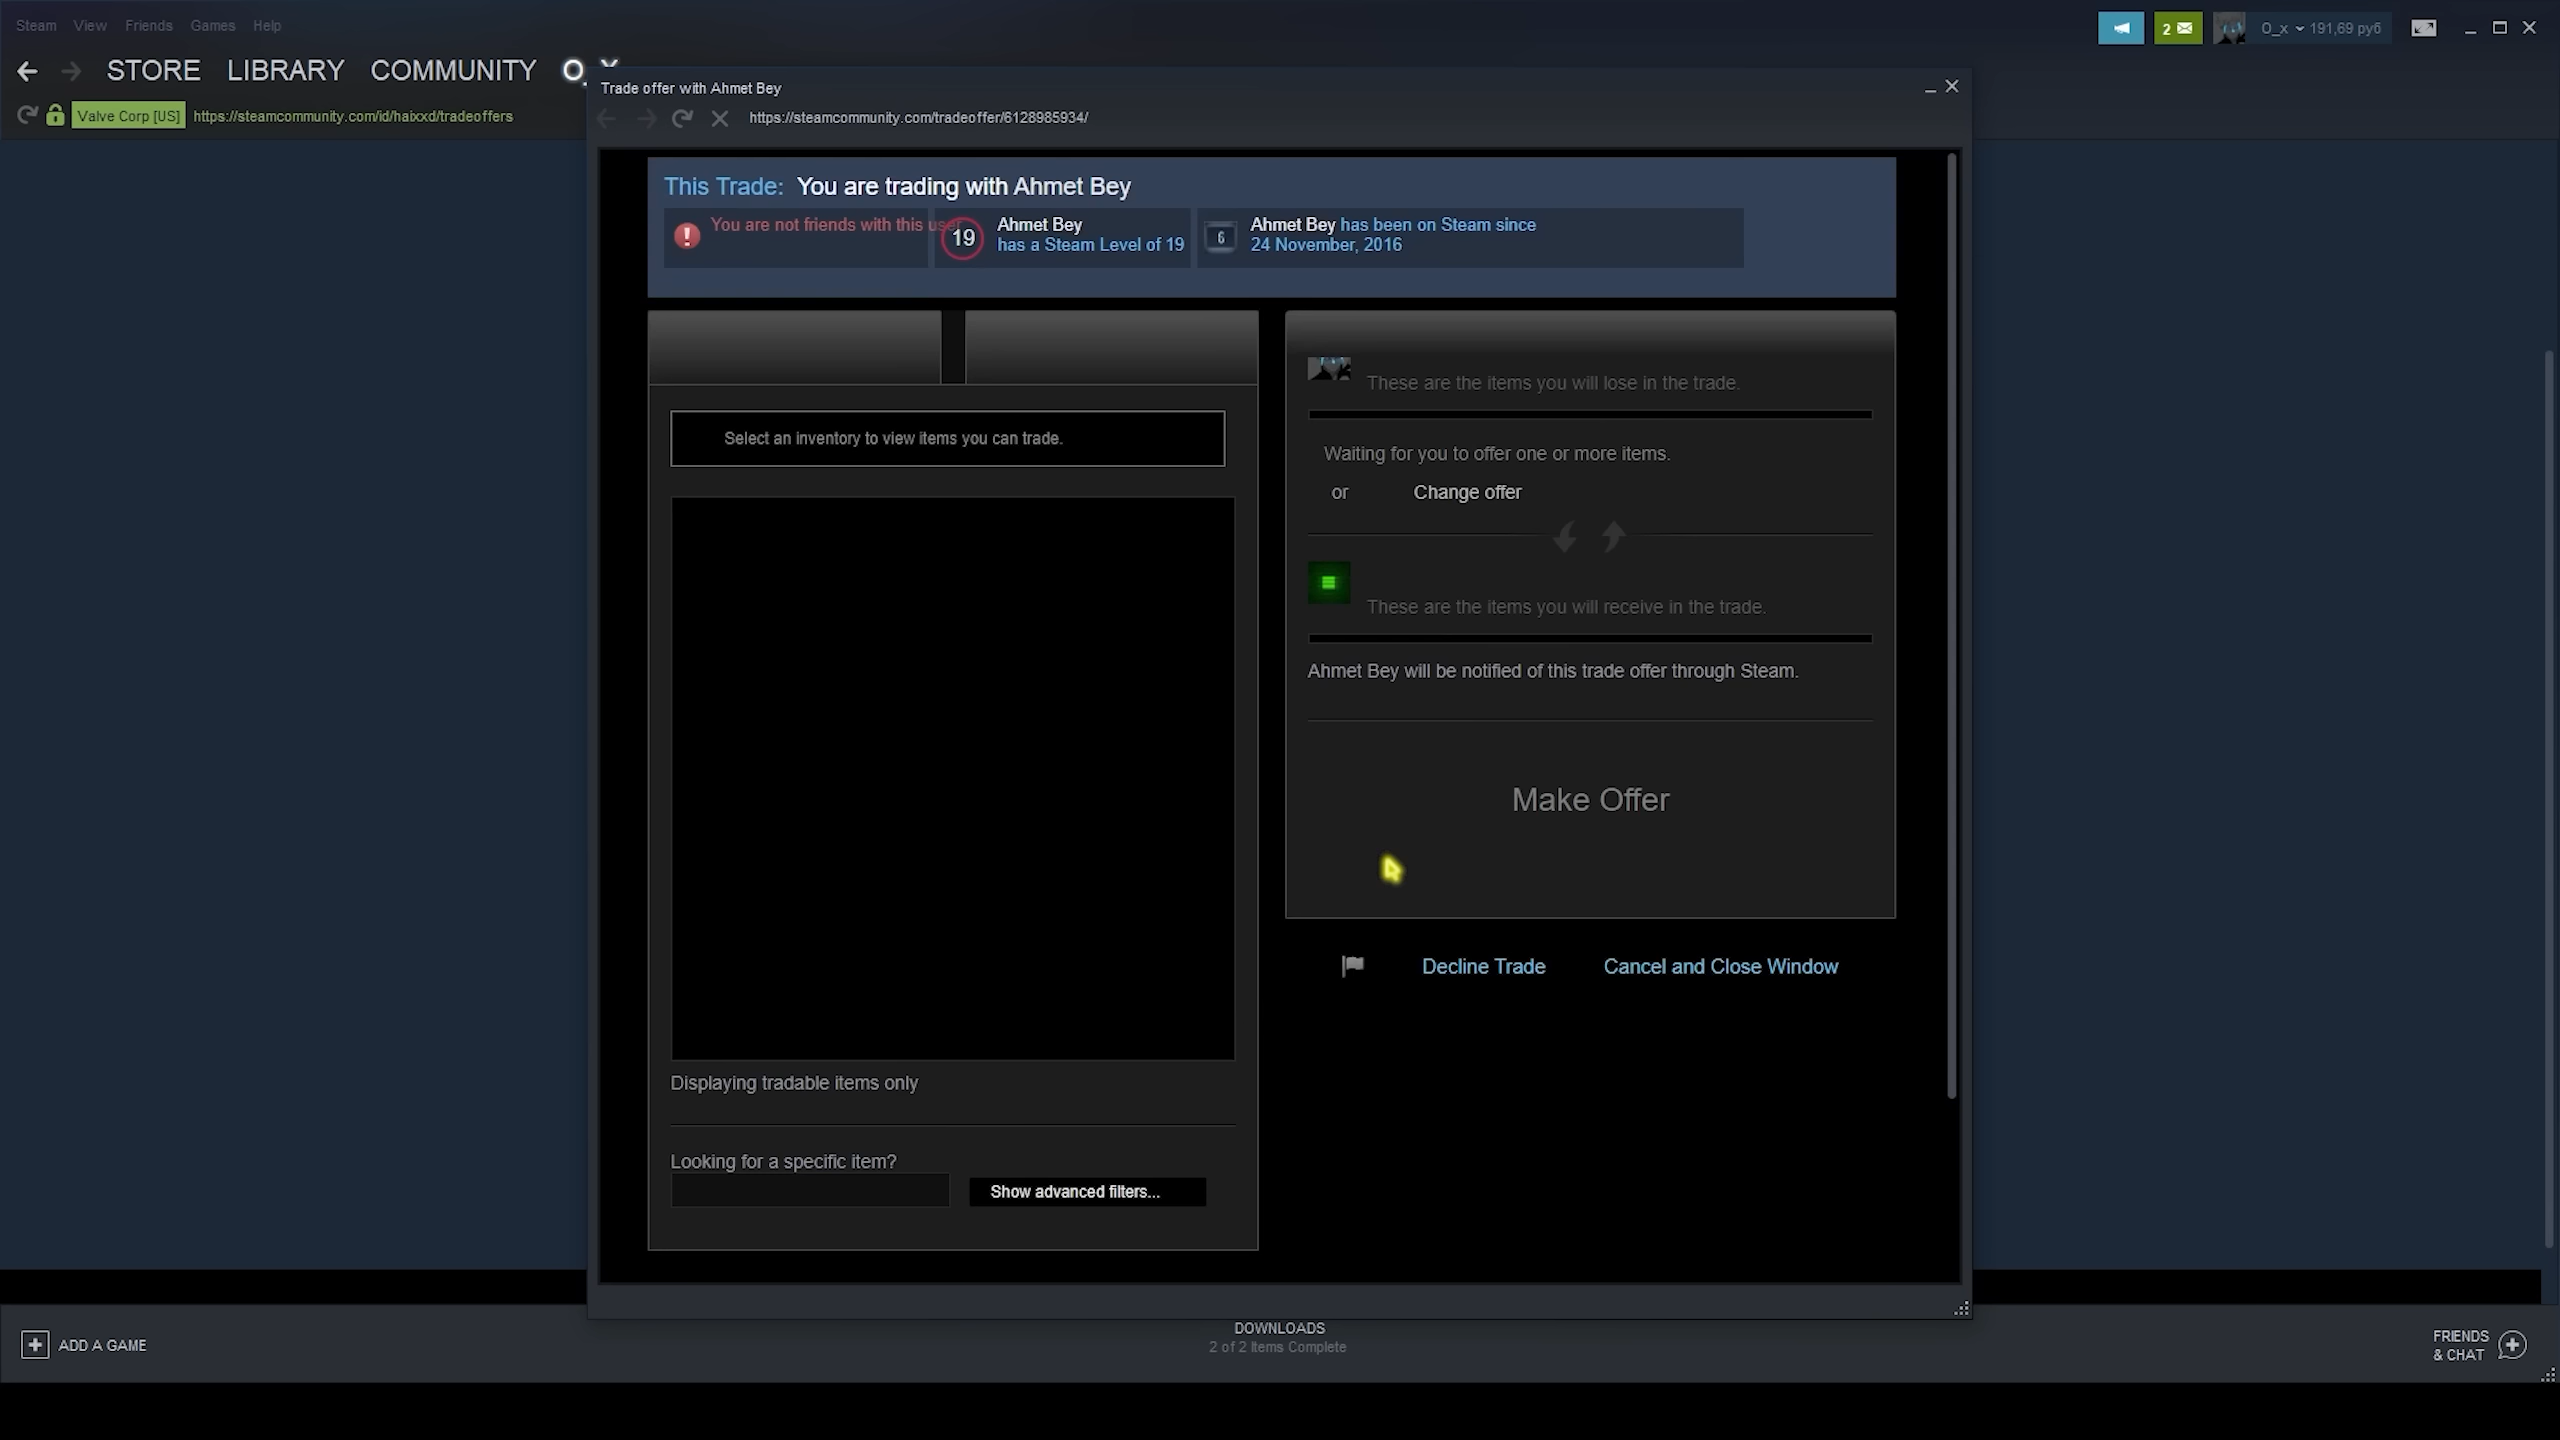 Steam View Friends Games Help
2 O_x 191,69 руб
STORE LIBRARY COMMUNITY O_X
Valve Corp [US] https://steamcommunity.com/id/haixxd/tradeoffers
Trade offer with Ahmet Bey
https://steamcommunity.com/tradeoffer/6128985934/
This Trade: You are trading with Ahmet Bey
You are not friends with this user
19
Ahmet Bey
has a Steam Level of 19
6
Ahmet Bey has been on Steam since
24 November, 2016
Select an inventory to view items you can trade.
Displaying tradable items only
Looking for a specific item?
Show advanced filters...
These are the items you will lose in the trade.
Waiting for you to offer one or more items.
or Change offer
These are the items you will receive in the trade.
Ahmet Bey will be notified of this trade offer through Steam.
Make Offer
Decline Trade Cancel and Close Window
ADD A GAME
DOWNLOADS
2 of 2 Items Complete
FRIENDS
& CHAT